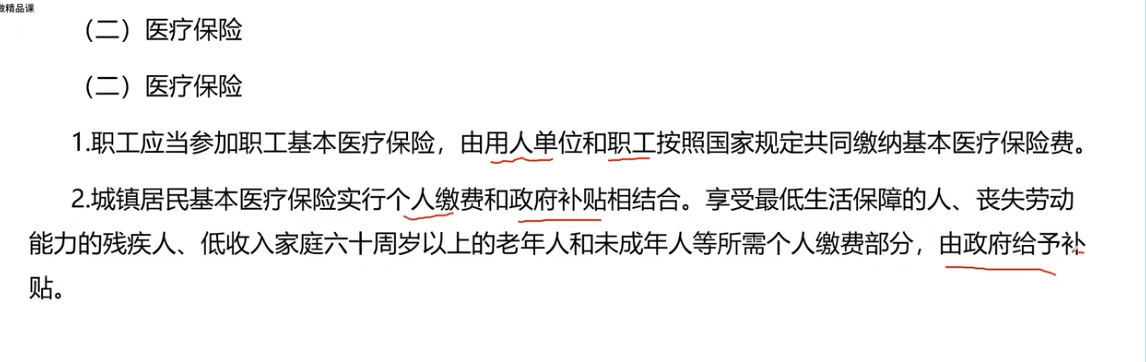 精品课
（二）医疗保险
（二）医疗保险
1.职工应当参加职工基本医疗保险，由用人单位和职工按照国家规定共同缴纳基本医疗保险费。
2.城镇居民基本医疗保险实行个人缴费和政府补贴相结合。享受最低生活保障的人、丧失劳动
能力的残疾人、低收入家庭六十周岁以上的老年人和未成年人等所需个人缴费部分，由政府给予补
贴。